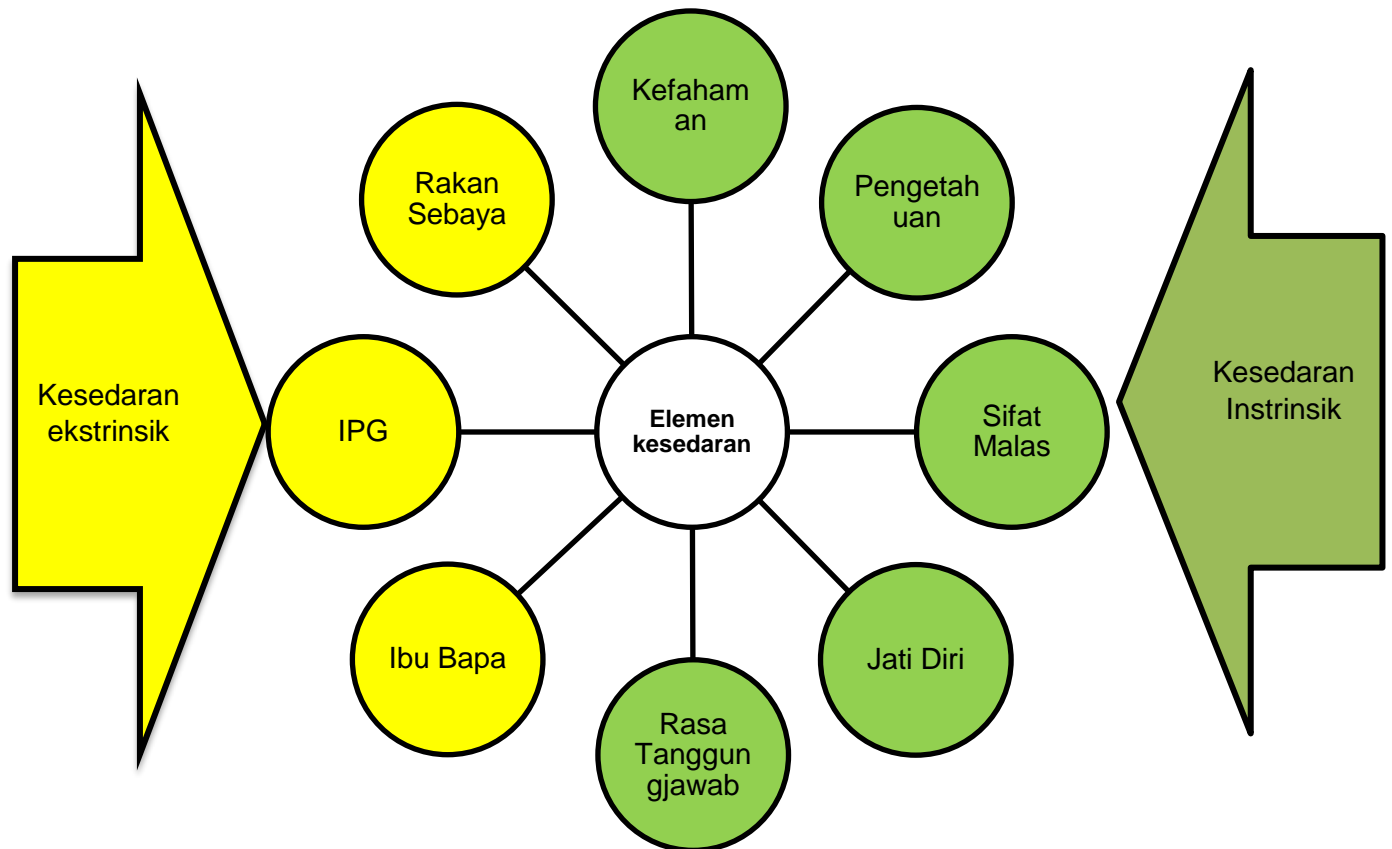 Kefaham
an
Rakan
Sebaya
Pengetah
uan
Kesedaran
ekstrinsik
IPG
Elemen
kesedaran
Sifat
Malas
Kesedaran
Instrinsik
Ibu Bapa
Jati Diri
Rasa
Tanggun
gjawab